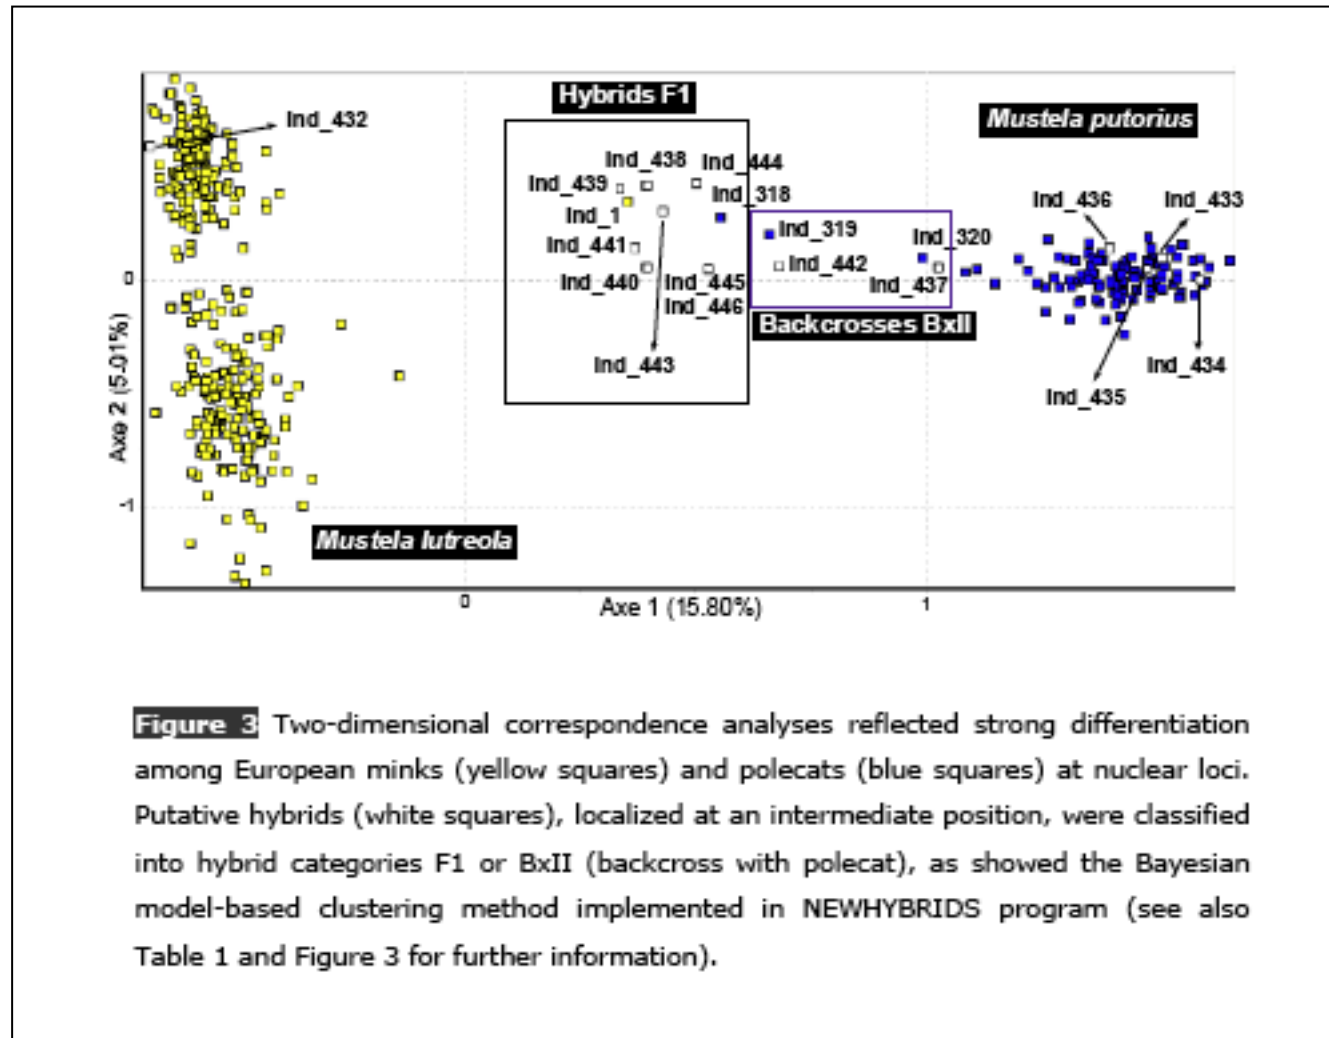 Hybrids F1
Mustela putorius
Ind_432
Ind_438
Ind_444
Ind_439
Ind_318
Ind_436
Ind_433
Ind_1
Ind_319
Ind_320
Ind_441
Ind_442
0
Ind_440
Ind_445
Ind_437
Ind_446
Backcrosses BxII
Ind_443
Ind_434
Ind_435
Axe 2 (5.01%)
-1
Mustela lutreola
0
Axe 1 (15.80%)
1
Figure 3 Two-dimensional correspondence analyses reflected strong differentiation
among European minks (yellow squares) and polecats (blue squares) at nuclear loci.
Putative hybrids (white squares), localized at an intermediate position, were classified
into hybrid categories F1 or BxII (backcross with polecat), as showed the Bayesian
model-based clustering method implemented in NEWHYBRIDS program (see also
Table 1 and Figure 3 for further information).